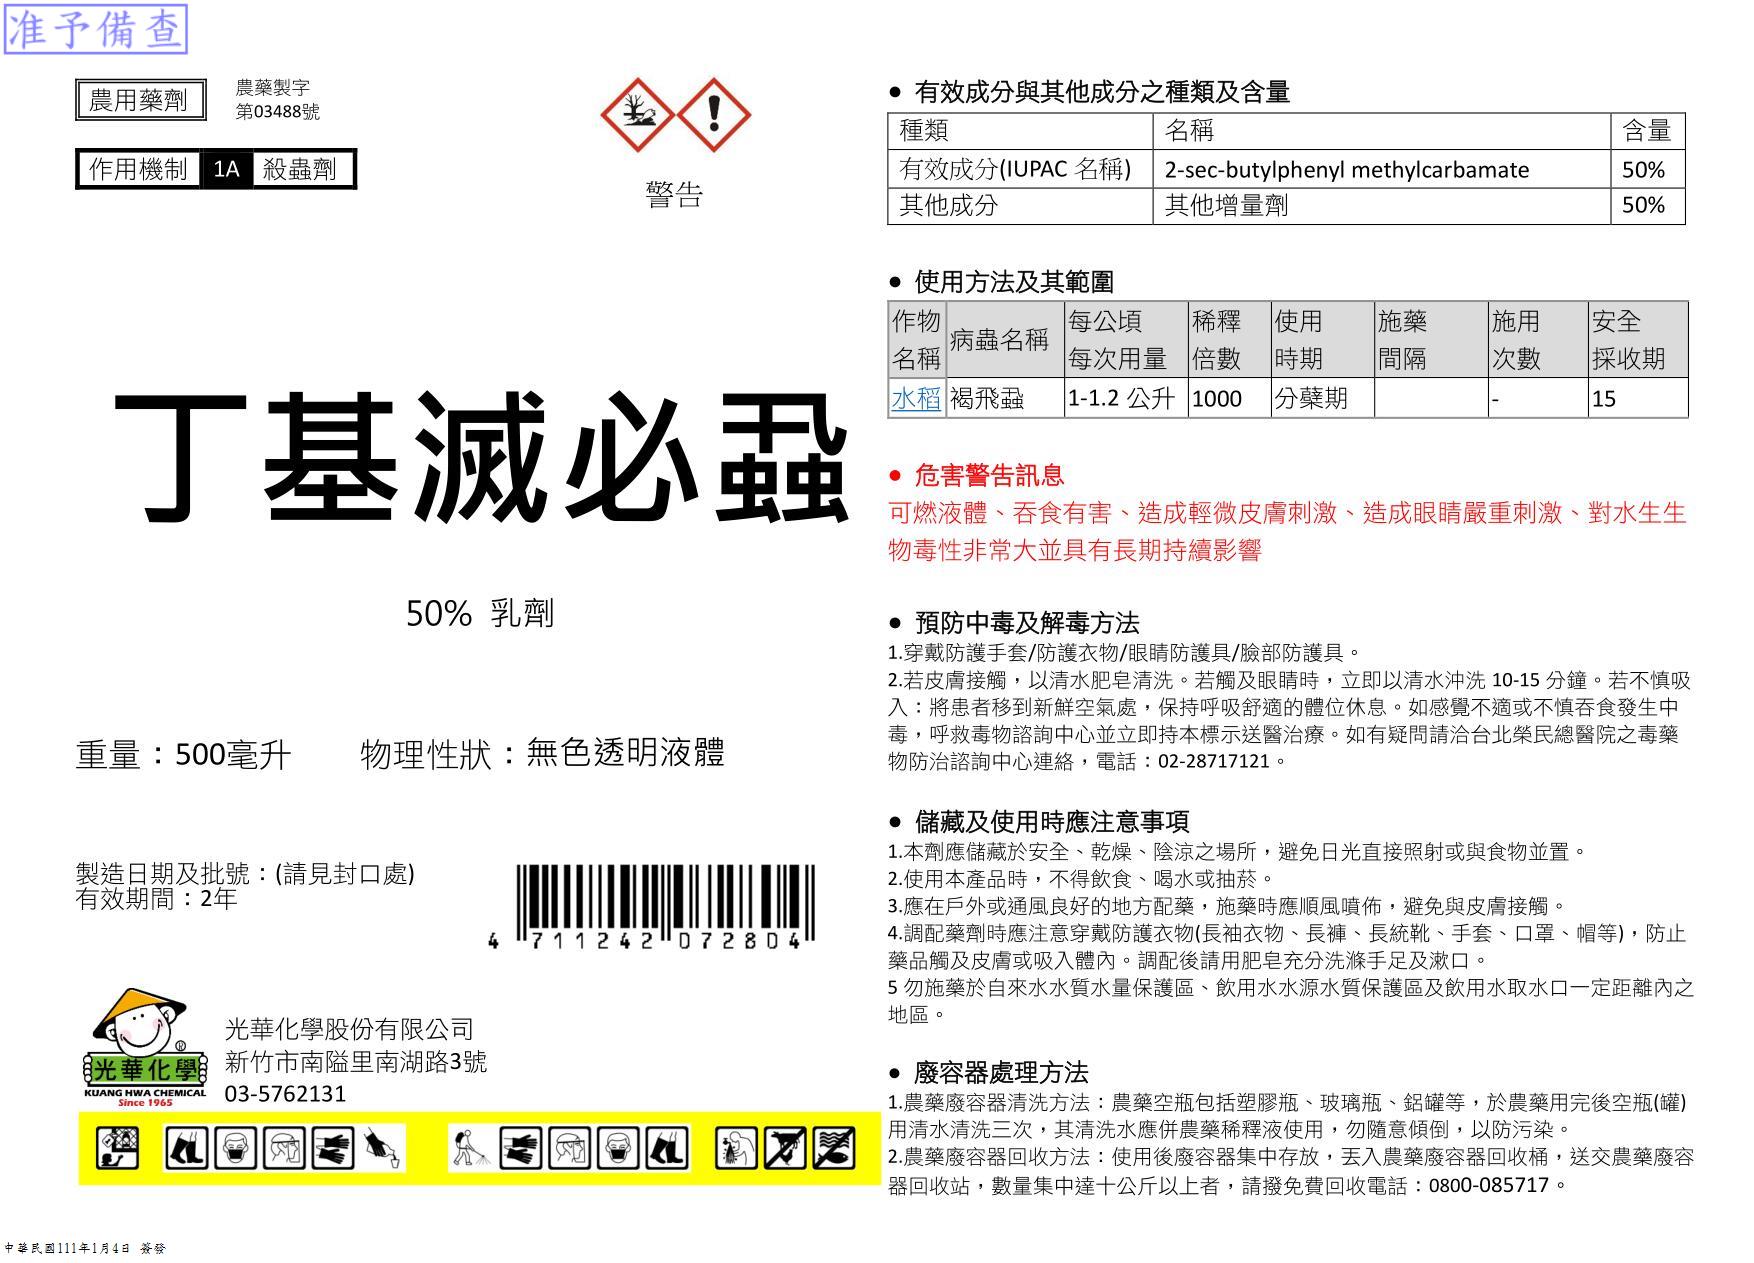 准予備查
農用藥劑
農藥製字
第03488號
作用機制 1A 殺蟲劑
警告
丁基滅必蝨
50% 乳劑
重量：500毫升 物理性狀：無色透明液體
製造日期及批號：(請見封口處)
有效期間：2年
4 711242 072804
光華化學
®
KUANG HWA CHEMICAL
Since 1965
光華化學股份有限公司
新竹市南隘里南湖路3號
03-5762131
● 有效成分與其他成分之種類及含量
種類 名稱 含量
有效成分(IUPAC 名稱) 2-sec-butylphenyl methylcarbamate 50%
其他成分 其他增量劑 50%
● 使用方法及其範圍
作物名稱 病蟲名稱 每公頃每次用量 稀釋倍數 使用時期 施藥間隔 施用次數 安全採收期
水稻 褐飛蝨 1-1.2 公升 1000 分蘗期 - 15
● 危害警告訊息
可燃液體、吞食有害、造成輕微皮膚刺激、造成眼睛嚴重刺激、對水生生
物毒性非常大並具有長期持續影響
● 預防中毒及解毒方法
1.穿戴防護手套/防護衣物/眼睛防護具/臉部防護具。
2.若皮膚接觸，以清水肥皂清洗。若觸及眼睛時，立即以清水沖洗 10-15 分鐘。若不慎吸
入：將患者移到新鮮空氣處，保持呼吸舒適的體位休息。如感覺不適或不慎吞食發生中
毒，呼救毒物諮詢中心並立即持本標示送醫治療。如有疑問請洽台北榮民總醫院之毒藥
物防治諮詢中心連絡，電話：02-28717121。
● 儲藏及使用時應注意事項
1.本劑應儲藏於安全、乾燥、陰涼之場所，避免日光直接照射或與食物並置。
2.使用本產品時，不得飲食、喝水或抽菸。
3.應在戶外或通風良好的地方配藥，施藥時應順風噴佈，避免與皮膚接觸。
4.調配藥劑時應注意穿戴防護衣物(長袖衣物、長褲、長統靴、手套、口罩、帽等)，防止
藥品觸及皮膚或吸入體內。調配後請用肥皂充分洗滌手足及漱口。
5 勿施藥於自來水水質水量保護區、飲用水水源水質保護區及飲用水取水口一定距離內之
地區。
● 廢容器處理方法
1.農藥廢容器清洗方法：農藥空瓶包括塑膠瓶、玻璃瓶、鋁罐等，於農藥用完後空瓶(罐)
用清水清洗三次，其清洗水應併農藥稀釋液使用，勿隨意傾倒，以防污染。
2.農藥廢容器回收方法：使用後廢容器集中存放，丟入農藥廢容器回收桶，送交農藥廢容
器回收站，數量集中達十公斤以上者，請撥免費回收電話：0800-085717。
中華民國111年1月4日 簽發